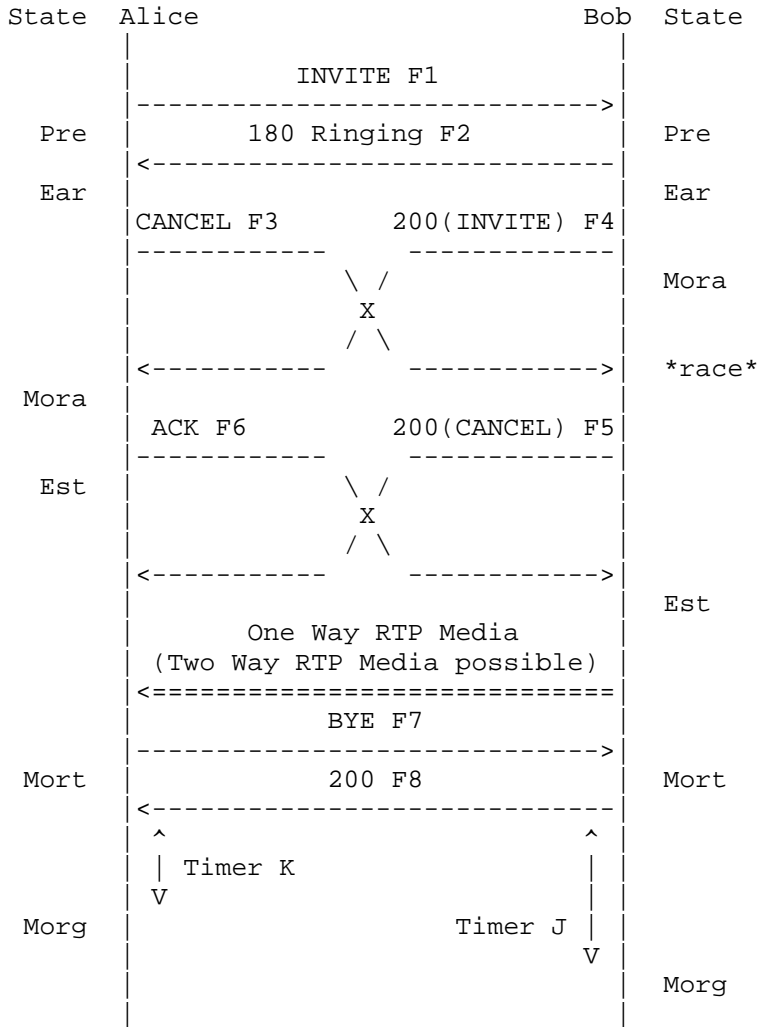 State  Alice                            Bob  State
       |                              |
       |          INVITE F1           |
       |----------------------------->|
  Pre  |       180 Ringing F2         |  Pre
       |<-----------------------------|
  Ear  |                              |  Ear
       |CANCEL F3       200(INVITE) F4|
       |------------     -------------|
       |             \ /              |  Mora
       |              X               |
       |             / \              |
       |<------------     ----------->|  *race*
 Mora  |                              |
       | ACK F6         200(CANCEL) F5|
       |------------     -------------|
  Est  |             \ /              |
       |              X               |
       |             / \              |
       |<------------     ----------->|
       |                              |  Est
       |       One Way RTP Media      |
       | (Two Way RTP Media possible) |
       |<=============================|
       |            BYE F7            |
       |----------------------------->|
 Mort  |            200 F8            |  Mort
       |<-----------------------------|
       | ^                          ^ |
       | | Timer K                  | |
       | V                          | |
 Morg  |                    Timer J | |
       |                            V |
       |                              |  Morg
       |                              |